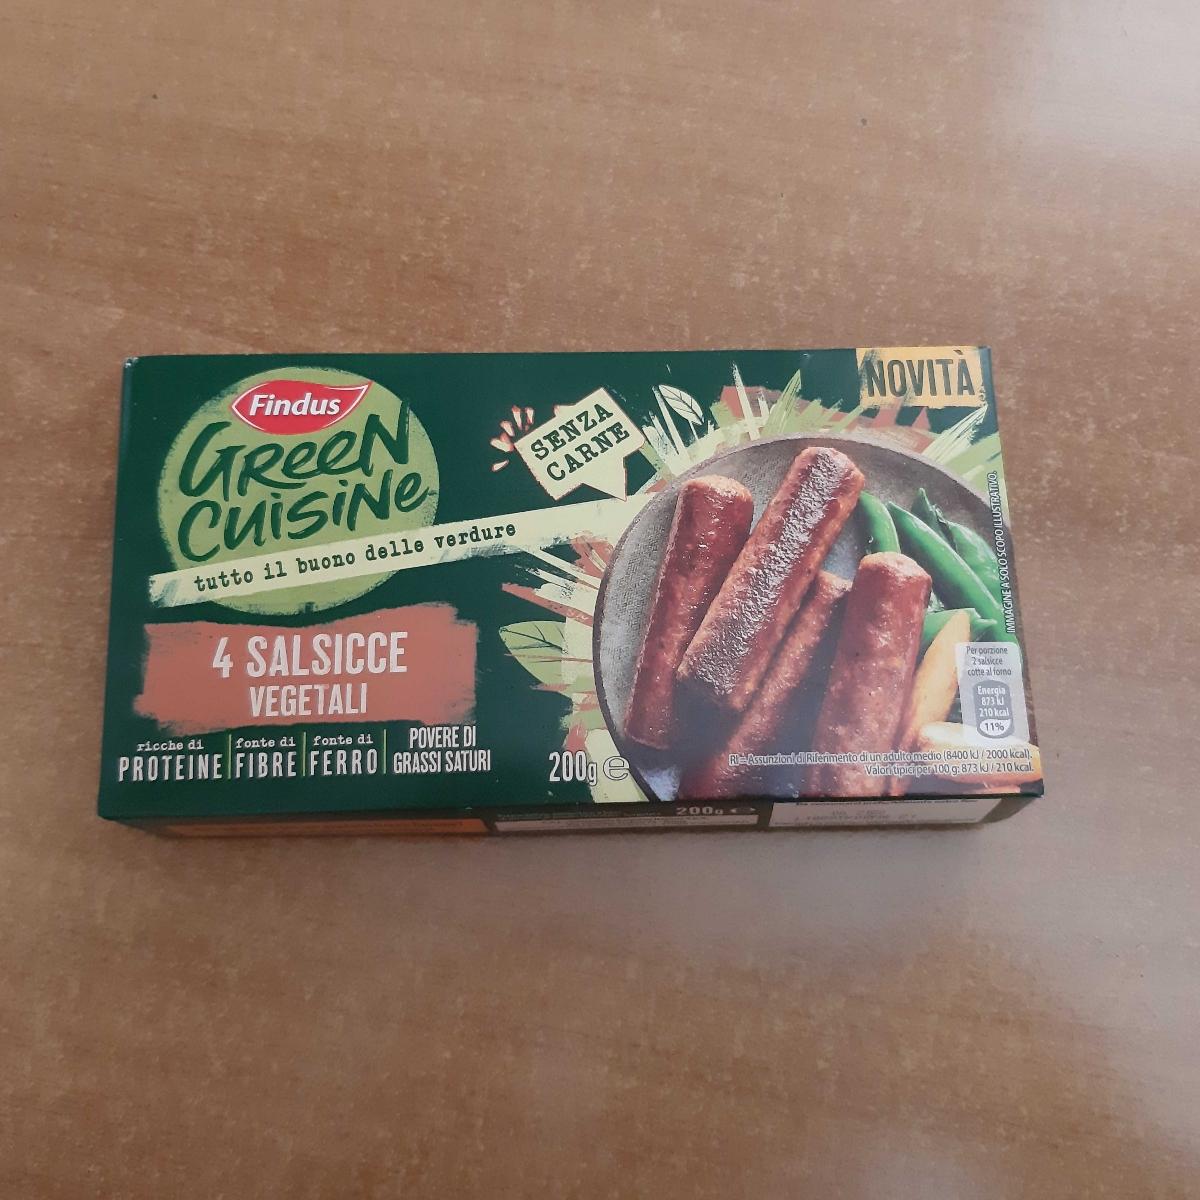 NOVITÀ
Findus
GREEN
CUISINE
tutto il buono delle verdure
SENZA
CARNE
4 SALSICCE
VEGETALI
ricche di
PROTEINE
fonte di
FIBRE
fonte di
FERRO
POVERE DI
GRASSI SATURI
200g e
IMMAGINE A SOLO SCOPO ILLUSTRATIVO.
Per porzione
2 salsicce
cotte al forno
Energia
873 kJ
210 kcal
11%
RI = Assunzioni di Riferimento di un adulto medio (8400 kJ / 2000 kcal).
Valori tipici per 100 g: 873 kJ / 210 kcal.
200g e